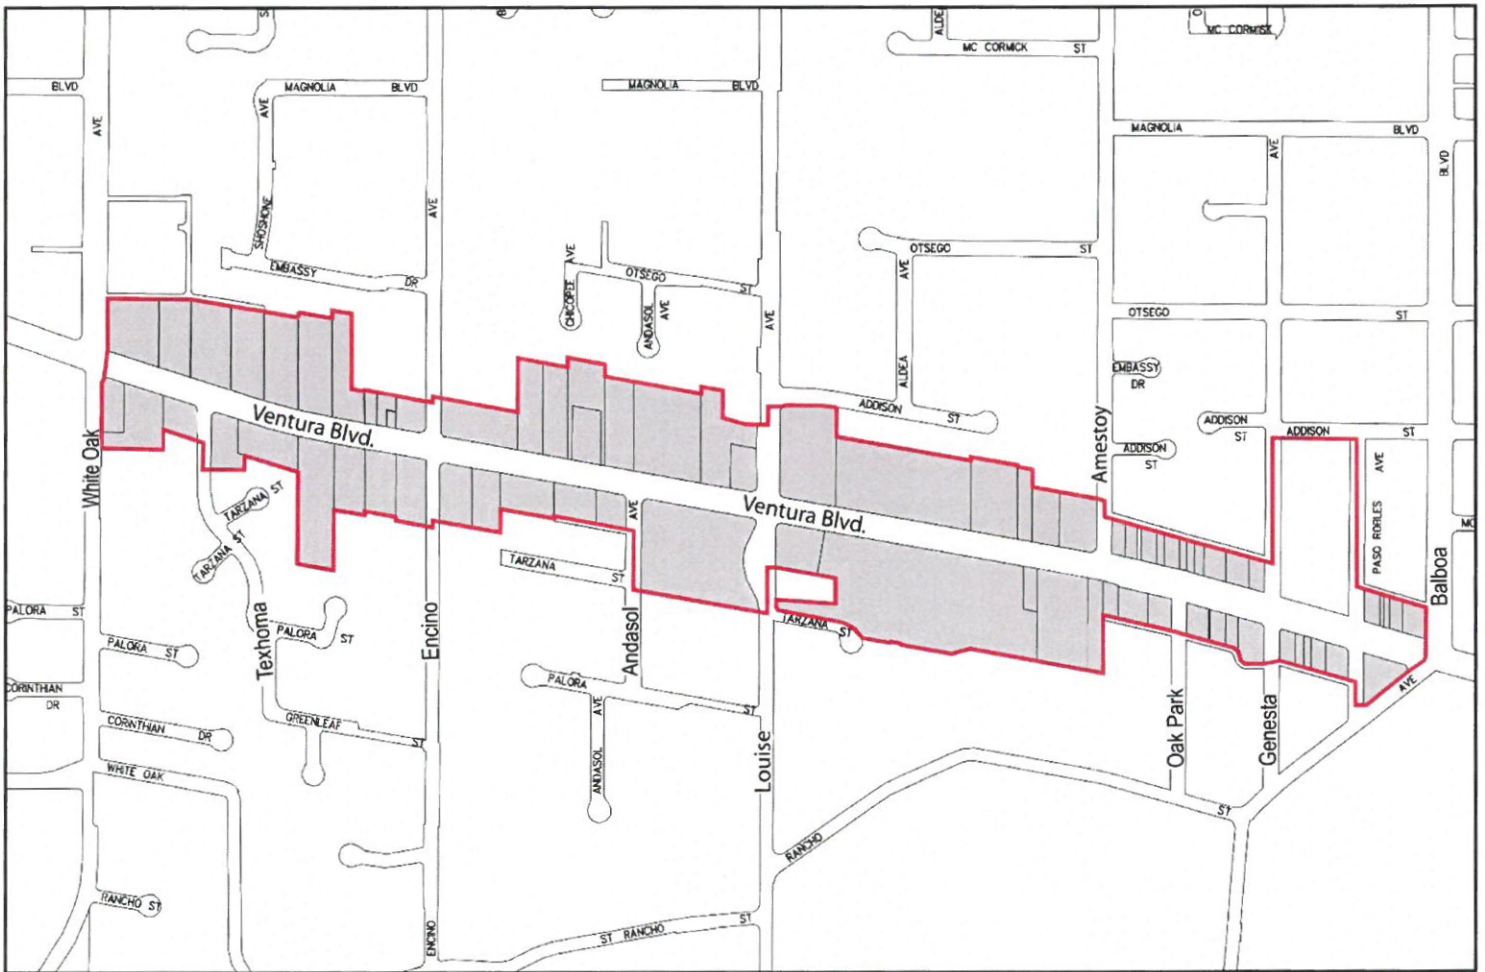 MC CORMICK ST
MC CORMISK
BLVD
MAGNOLIA BLVD
MAGNOLIA BLVD
MAGNOLIA BLVD
AVE
AVE
AVE
AVE
BLVD
SHOSHONE
EMBASSY DR
AVE
CHICOPEE
OTSEGO ST
ANDASOL AVE
AVE
OTSEGO ST
AVE
ALDEA
OTSEGO ST
EMBASSY
DR
ADDISON ST
ADDISON
ST
ADDISON ST
ADDISON
ST
Ventura Blvd.
Ventura Blvd.
White Oak
Amestoy
AVE
PASO ROBLES
Balboa
TARZANA ST
TARZANA ST
AVE
TARZANA ST
TARZANA ST
PALORA ST
PALORA ST
PALORA ST
Texhoma
Encino
Andasol
PALORA ST
AVE
ANDASOL
Louise
Oak Park
Genesta
AVE
CORINTHIAN
DR
CORINTHIAN DR
GREENLEAF ST
WHITE OAK
RANCHO ST
RANCHO ST
ENCINO
ST RANCHO ST